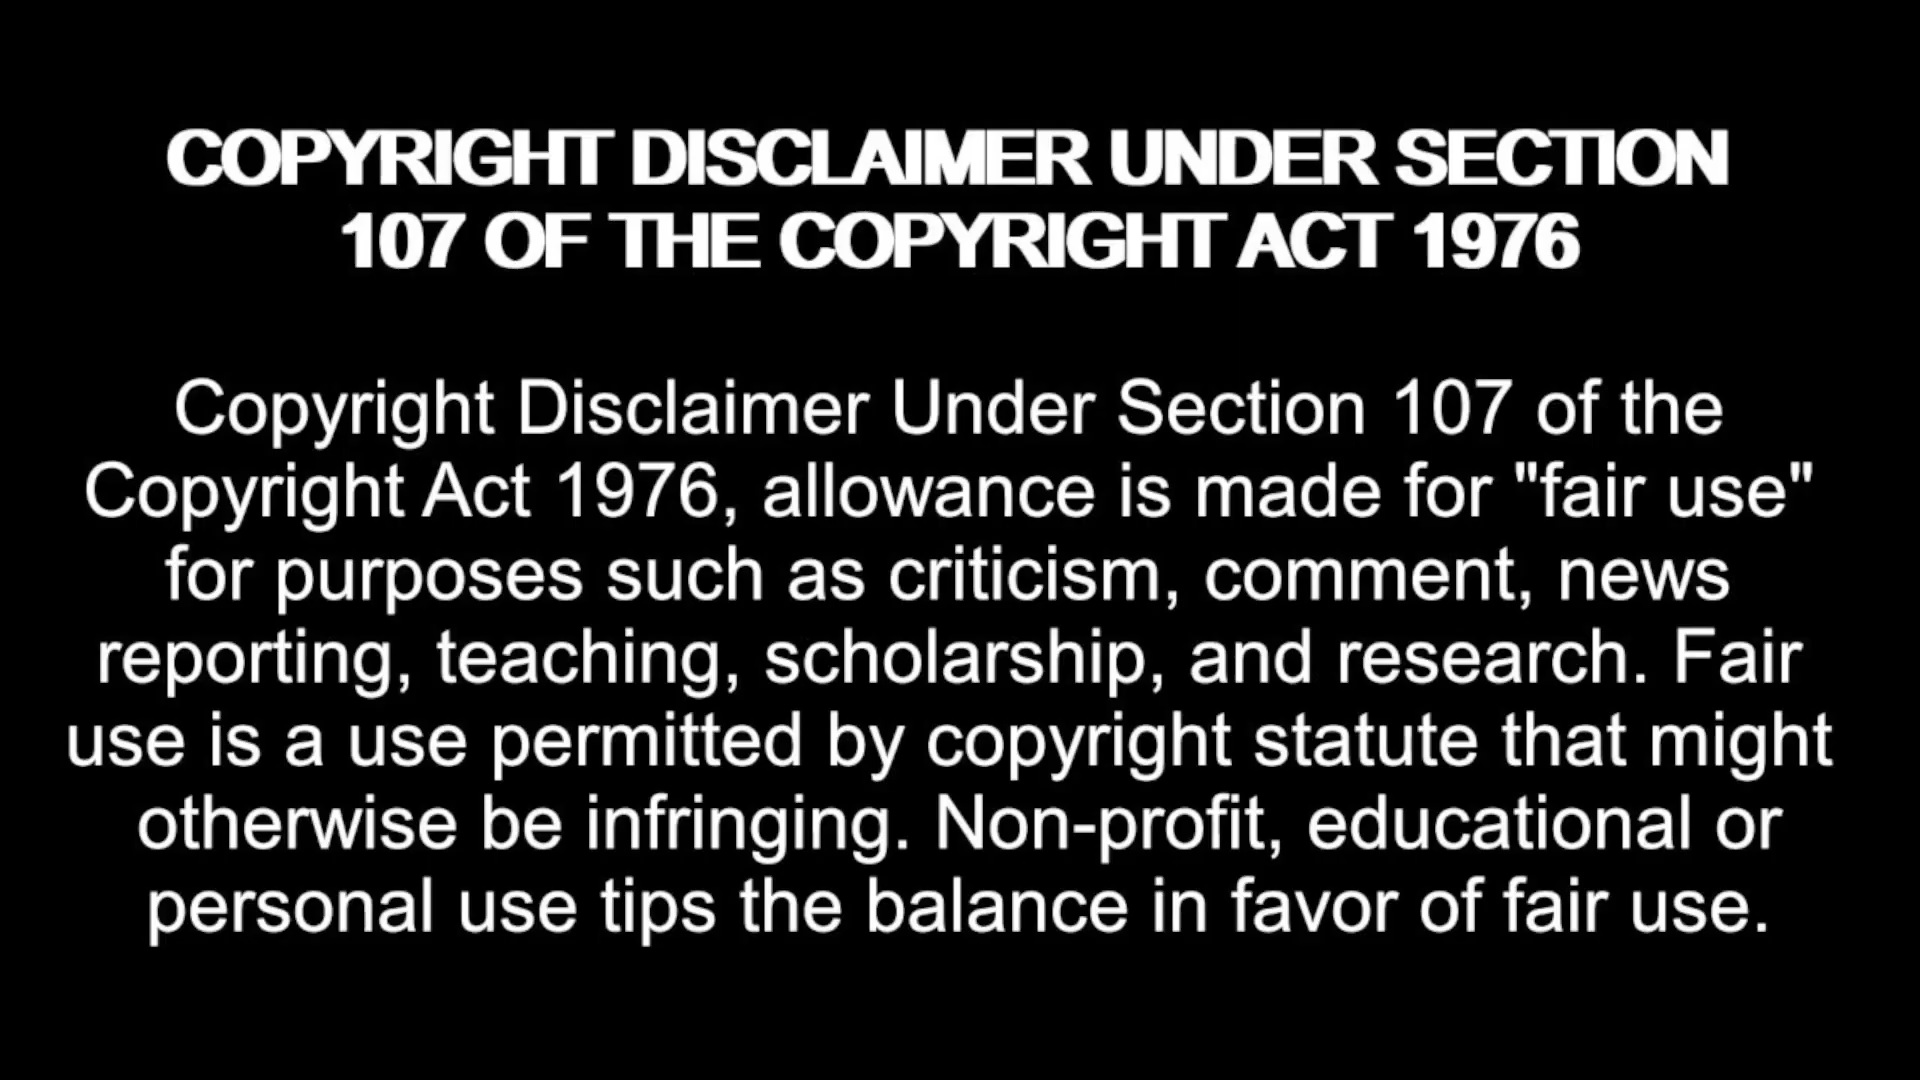 COPYRIGHT DISCLAIMER UNDER SECTION
107 OF THE COPYRIGHT ACT 1976
Copyright Disclaimer Under Section 107 of the
Copyright Act 1976, allowance is made for "fair use"
for purposes such as criticism, comment, news
reporting, teaching, scholarship, and research. Fair
use is a use permitted by copyright statute that might
otherwise be infringing. Non-profit, educational or
personal use tips the balance in favor of fair use.